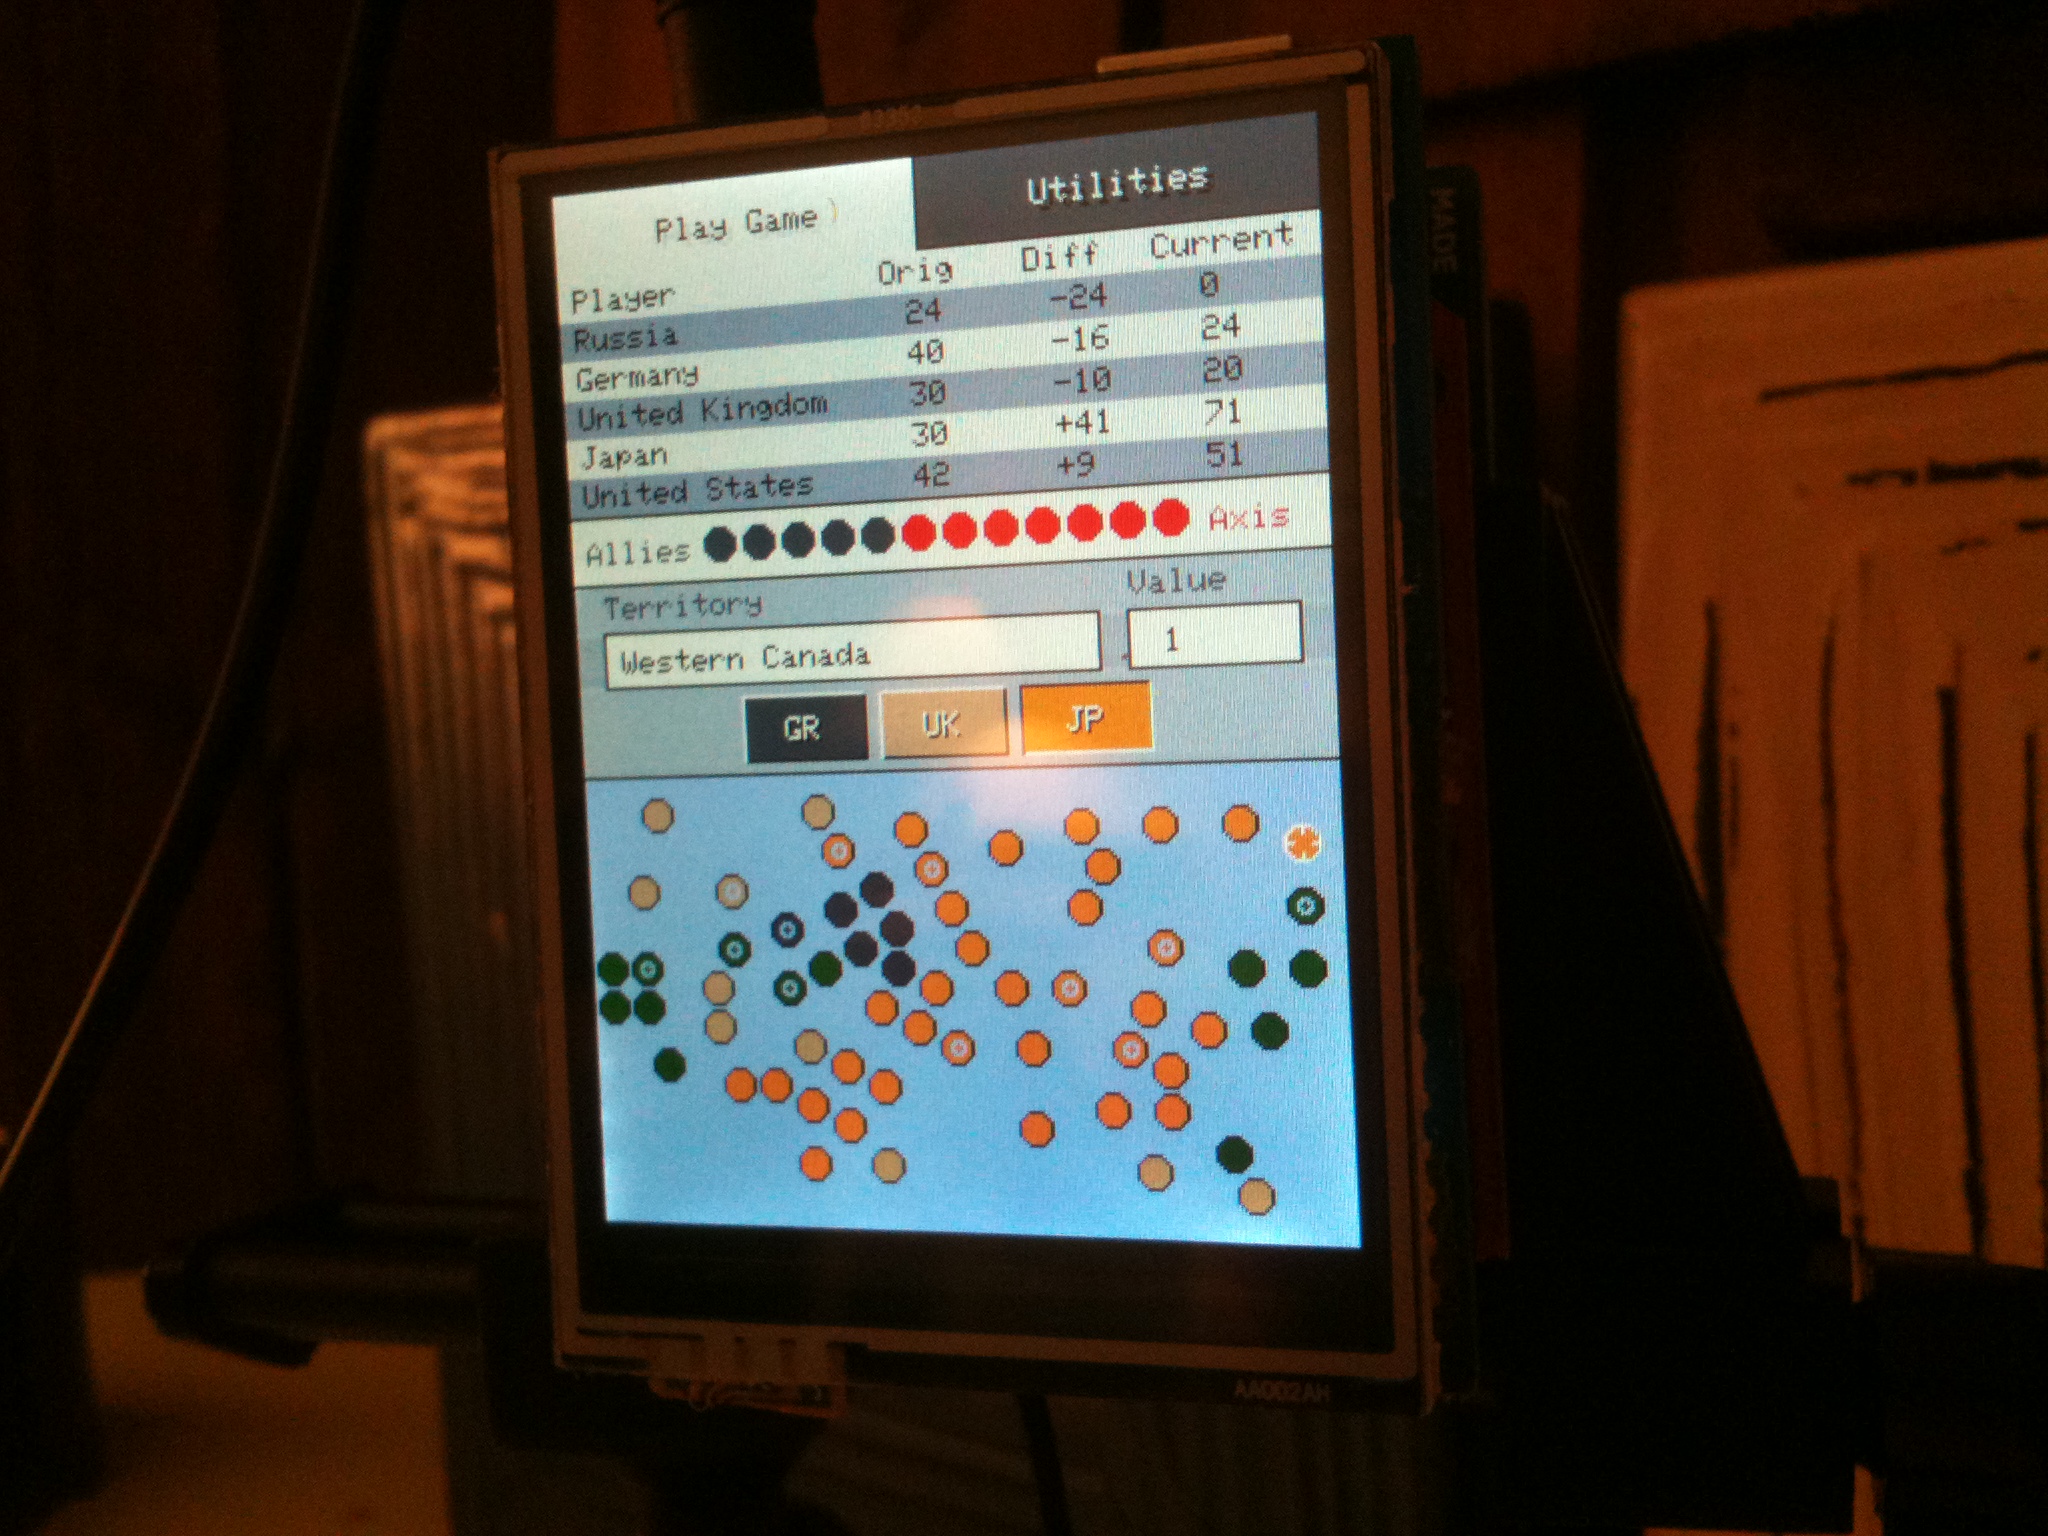 Play Game
Utilities
Player Orig Diff Current
Russia 24 -24 0
Germany 40 -16 24
United Kingdom 30 -10 20
Japan 30 +41 71
United States 42 +9 51
Allies Axis
Territory Value
Western Canada 1
GR UK JP
MADE
AA002AH